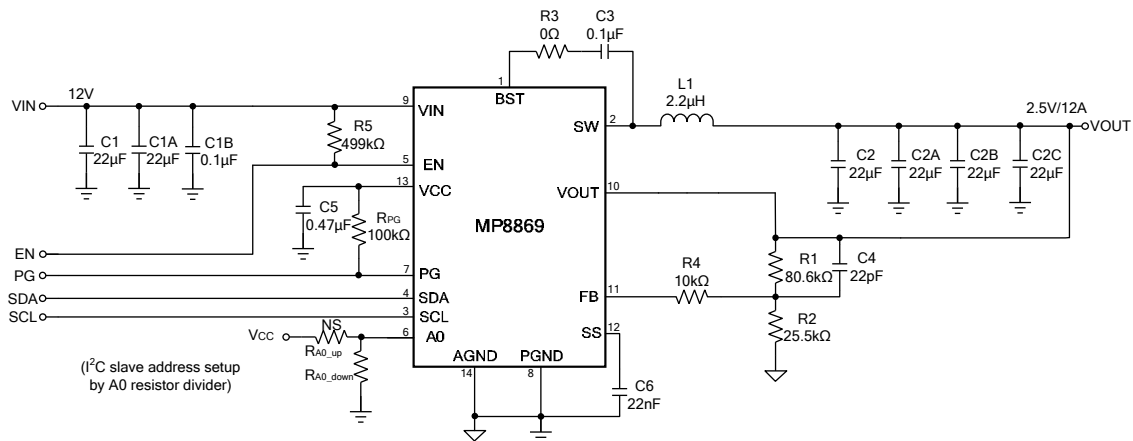 R3
0Ω
C3
0.1µF
1
BST
L1
2.2µH
12V
VIN
9
VIN
C1
22µF
C1A
22µF
C1B
0.1µF
R5
499kΩ
SW
2
2.5V/12A
VOUT
5
EN
13
VCC
C5
0.47µF
RPG
100kΩ
MP8869
VOUT
10
C2
22µF
C2A
22µF
C2B
22µF
C2C
22µF
EN
PG
7
PG
SDA
4
SDA
SCL
3
SCL
R1
80.6kΩ
C4
22pF
R4
10kΩ
FB
11
R2
25.5kΩ
SS
12
VCC
NS
6
A0
RA0_up
RA0_down
(I²C slave address setup
by A0 resistor divider)
AGND
14
PGND
8
C6
22nF